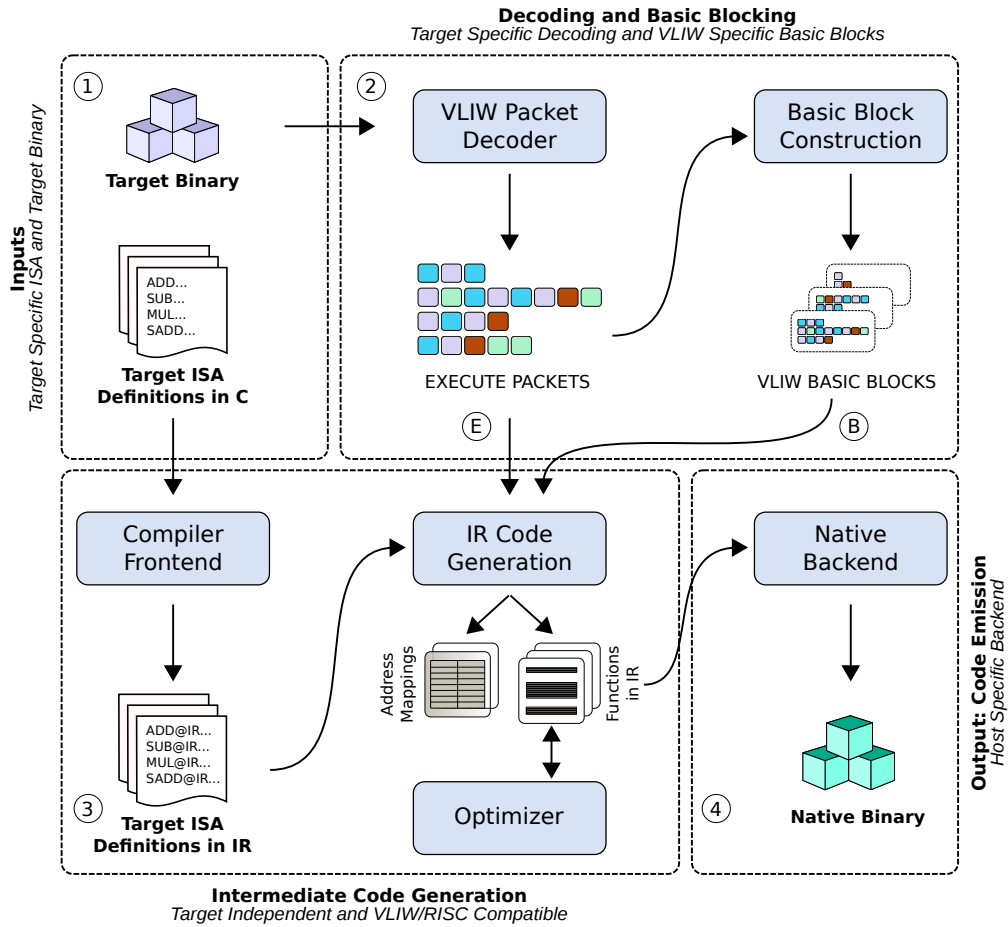 Decoding and Basic Blocking
Target Specific Decoding and VLIW Specific Basic Blocks
Inputs
Target Specific ISA and Target Binary
1
Target Binary
ADD...
SUB...
MUL...
SADD...
Target ISA
Definitions in C
2
VLIW Packet
Decoder
Basic Block
Construction
EXECUTE PACKETS
VLIW BASIC BLOCKS
E
B
Compiler
Frontend
IR Code
Generation
Native
Backend
Address
Mappings
Functions
in IR
ADD@IR...
SUB@IR...
MUL@IR...
SADD@IR...
3
Target ISA
Definitions in IR
Optimizer
4
Native Binary
Output: Code Emission
Host Specific Backend
Intermediate Code Generation
Target Independent and VLIW/RISC Compatible